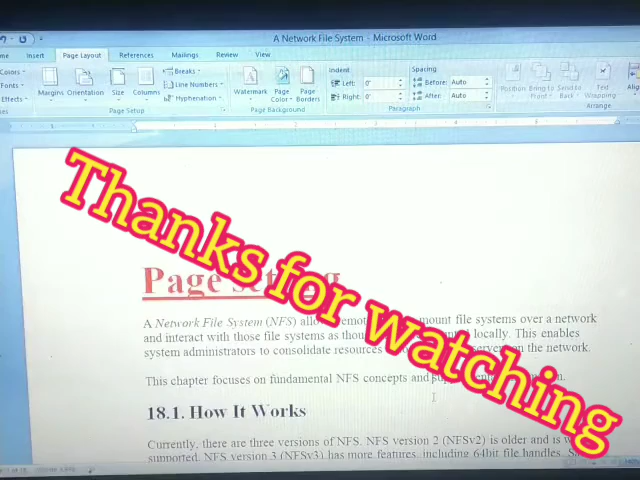 A Network File System - Microsoft Word
Insert Page Layout References Mailings Review View
Colors Fonts Effects
Margins Orientation Size Columns
Breaks
Line Numbers
Hyphenation
Page Setup
Watermark Page Color Page Borders
Page Background
Indent
Left: 0"
Right: 0"
Spacing
Before: Auto
After: Auto
Paragraph
Position Bring to Front Send to Back Text Wrapping
Arrange
Thanks for watching
Page
A Network File System (NFS) mount file systems over a network
and interact with those file systems as locally. This enables
system administrators to consolidate resources on the network.
This chapter focuses on fundamental NFS concepts and
18.1. How It Works
Currently, there are three versions of NFS. NFS version 2 (NFSv2) is older and is
supported. NFS version 3 (NFSv3) has more features, including 64bit file handles,